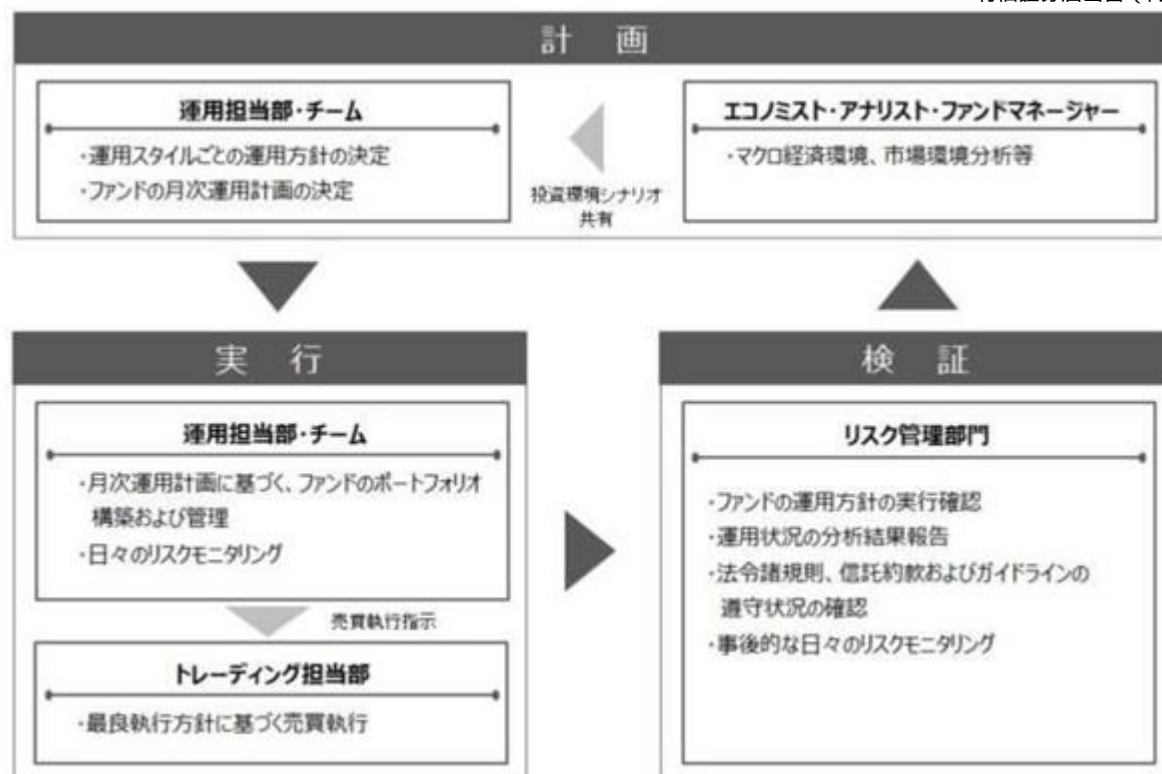 計 画
運用担当部・チーム
・運用スタイルごとの運用方針の決定
・ファンドの月次運用計画の決定
投資環境シナリオ
共有
エコノミスト・アナリスト・ファンドマネージャー
・マクロ経済環境、市場環境分析等
実 行
運用担当部・チーム
・月次運用計画に基づく、ファンドのポートフォリオ
構築および管理
・日々のリスクモニタリング
売買執行指示
トレーディング担当部
・最良執行方針に基づく売買執行
検 証
リスク管理部門
・ファンドの運用方針の実行確認
・運用状況の分析結果報告
・法令諸規則、信託約款およびガイドラインの
遵守状況の確認
・事後的な日々のリスクモニタリング